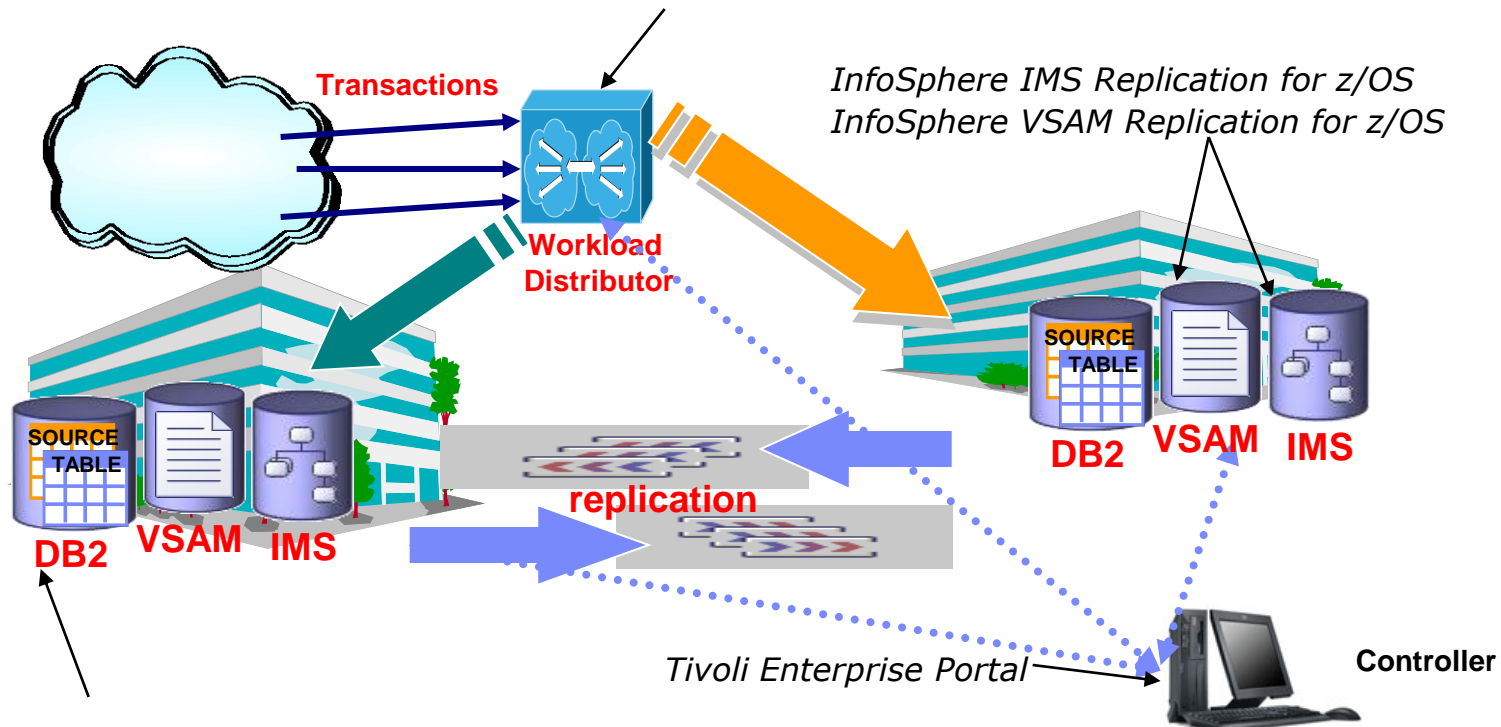 Transactions
InfoSphere IMS Replication for z/OS
InfoSphere VSAM Replication for z/OS
Workload
Distributor
SOURCE
TABLE
DB2
VSAM
IMS
SOURCE
TABLE
DB2
VSAM
IMS
replication
Tivoli Enterprise Portal
Controller